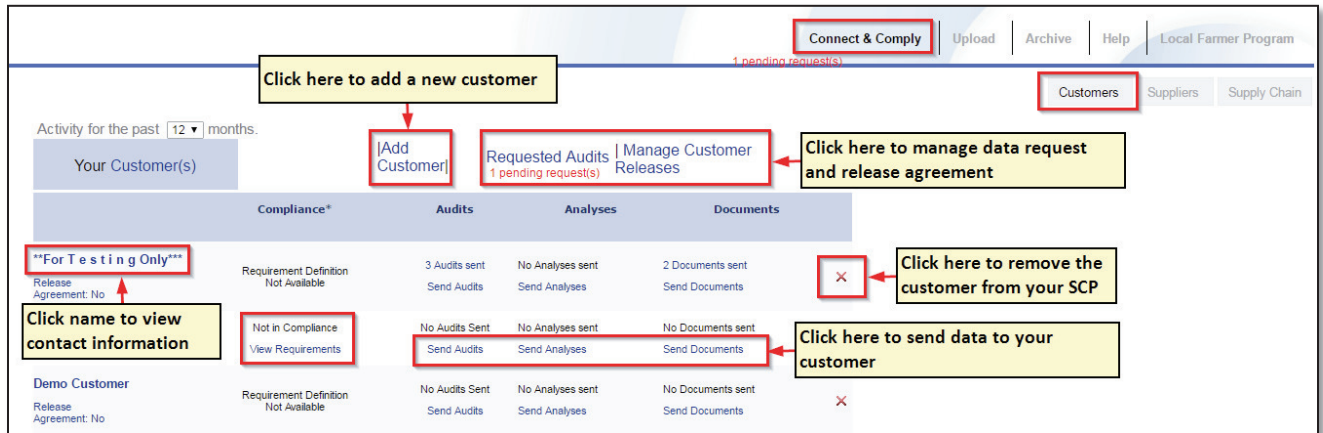 Connect & Comply Upload Archive Help Local Farmer Program
1 pending request(s)
Click here to add a new customer
Customers Suppliers Supply Chain
Activity for the past 12 months.
Your Customer(s)
|Add
Customer|
Requested Audits
1 pending request(s)
| Manage Customer
Releases
Click here to manage data request
and release agreement
Compliance* Audits Analyses Documents
**For T e s t i n g Only***
Release
Agreement: No
Requirement Definition
Not Available
3 Audits sent No Analyses sent 2 Documents sent
Send Audits Send Analyses Send Documents
Click here to remove the
customer from your SCP
Click name to view
contact information
Not in Compliance No Audits Sent No Analyses sent No Documents sent
View Requirements Send Audits Send Analyses Send Documents
Click here to send data to your
customer
Demo Customer
Release
Agreement: No
Requirement Definition
Not Available
No Audits Sent No Analyses sent No Documents sent
Send Audits Send Analyses Send Documents